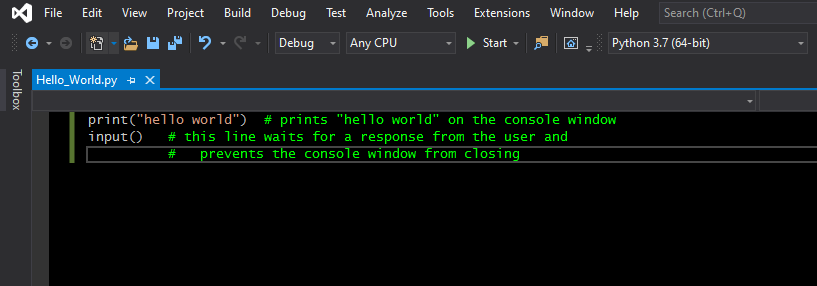 File Edit View Project Build Debug Test Analyze Tools Extensions Window Help Search (Ctrl+Q)
Debug Any CPU Start Python 3.7 (64-bit)
Toolbox
Hello_World.py
print("hello world")  # prints "hello world" on the console window
input()   # this line waits for a response from the user and
#   prevents the console window from closing